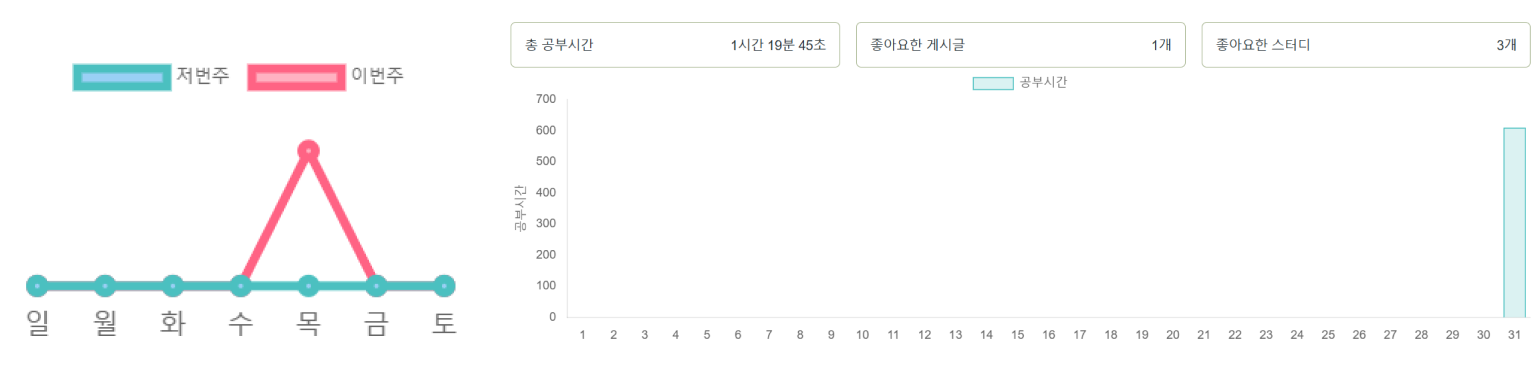 저번주 이번주
일 월 화 수 목 금 토
총 공부시간 1시간 19분 45초
좋아요한 게시글 1개
좋아요한 스터디 3개
공부시간
공부시간
700
600
500
400
300
200
100
0
1 2 3 4 5 6 7 8 9 10 11 12 13 14 15 16 17 18 19 20 21 22 23 24 25 26 27 28 29 30 31